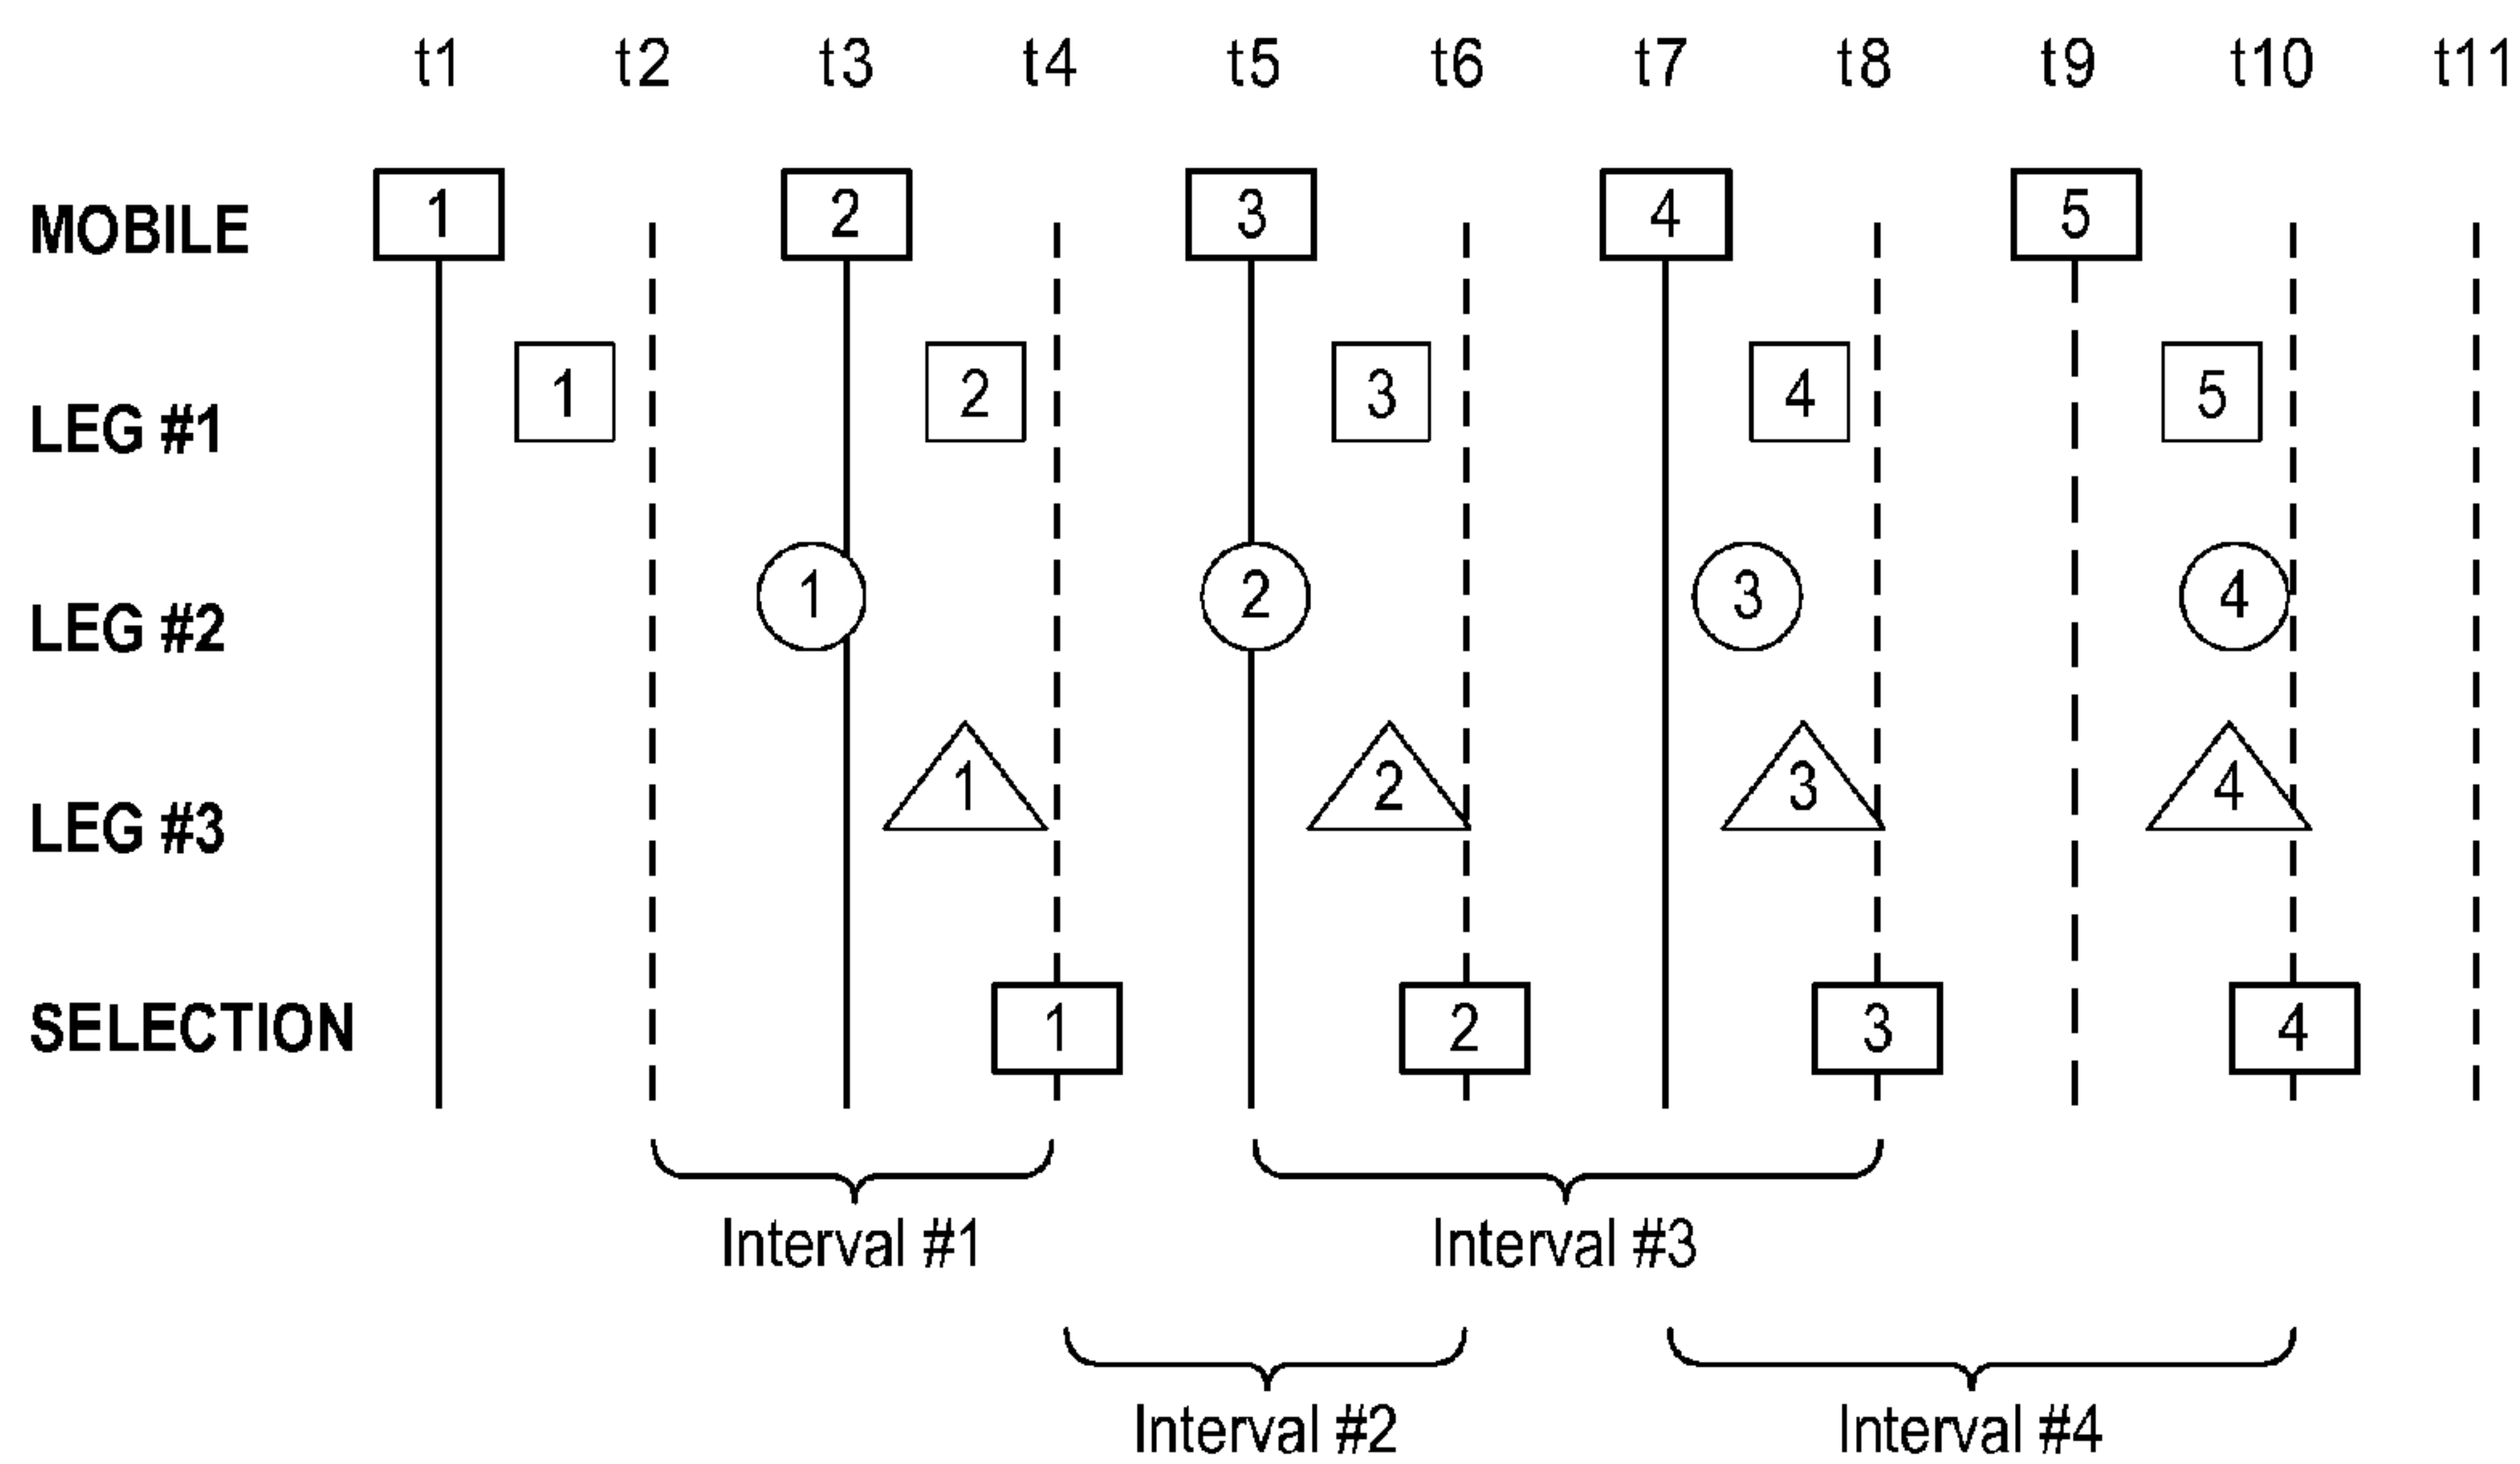 t1 t2 t3 t4 t5 t6 t7 t8 t9 t10 t11
MOBILE 1 2 3 4 5
LEG #1 1 2 3 4 5
LEG #2 1 2 3 4
LEG #3 1 2 3 4
SELECTION 1 2 3 4
Interval #1 Interval #3
Interval #2 Interval #4